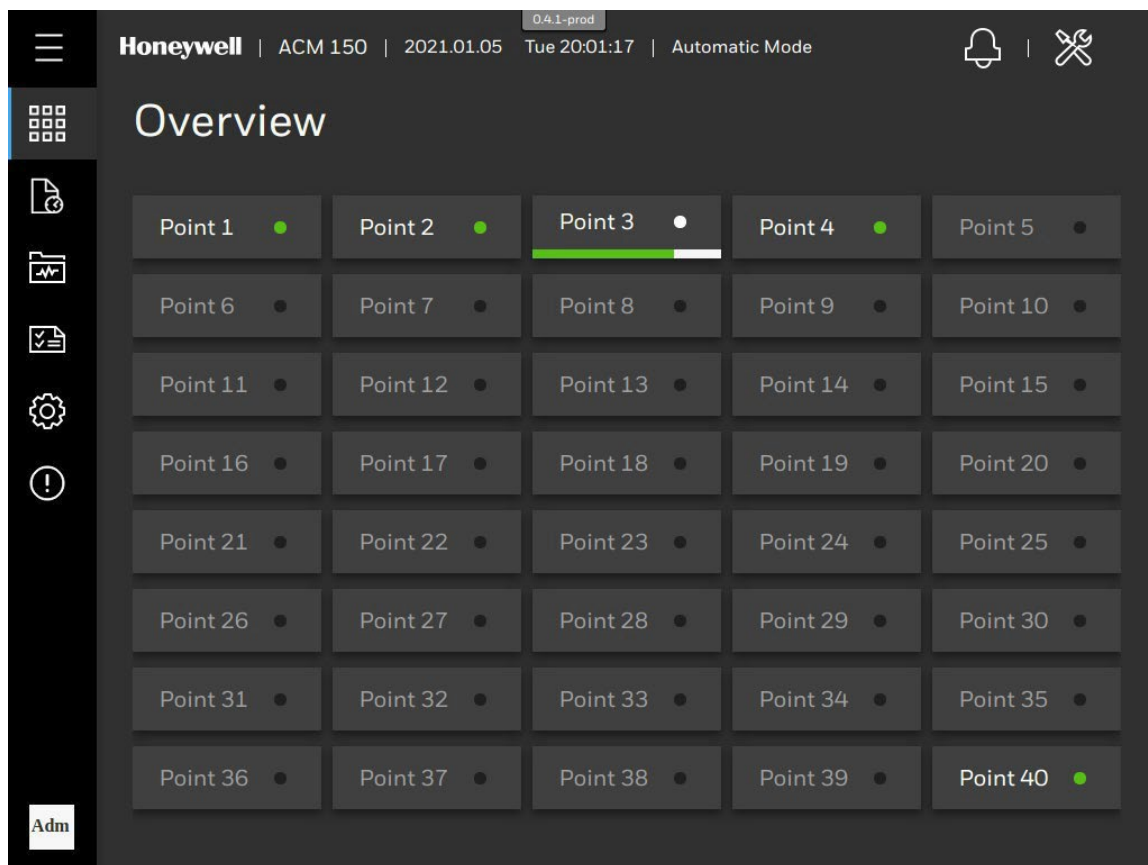 0.4.1-prod
Honeywell | ACM 150 | 2021.01.05 Tue 20:01:17 | Automatic Mode
Overview
Point 1 Point 2 Point 3 Point 4 Point 5
Point 6 Point 7 Point 8 Point 9 Point 10
Point 11 Point 12 Point 13 Point 14 Point 15
Point 16 Point 17 Point 18 Point 19 Point 20
Point 21 Point 22 Point 23 Point 24 Point 25
Point 26 Point 27 Point 28 Point 29 Point 30
Point 31 Point 32 Point 33 Point 34 Point 35
Point 36 Point 37 Point 38 Point 39 Point 40
Adm